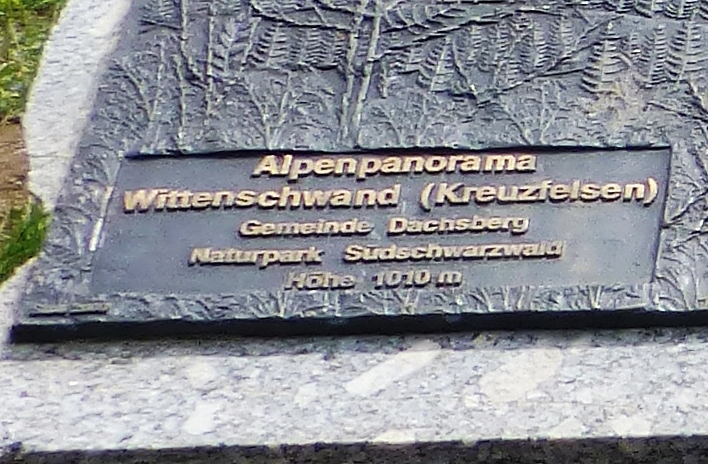 Alpenpanorama
Wittenschwand (Kreuzfelsen)
Gemeinde Dachsberg
Naturpark Südschwarzwald
Höhe 1010 m